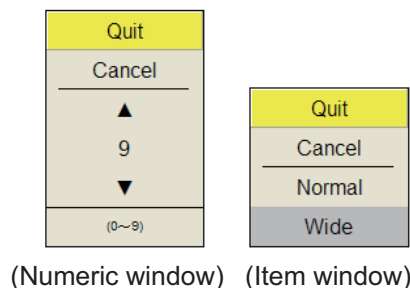 Quit
Cancel
▲
9
▼
(0～9)
Quit
Cancel
Normal
Wide
(Numeric window) (Item window)